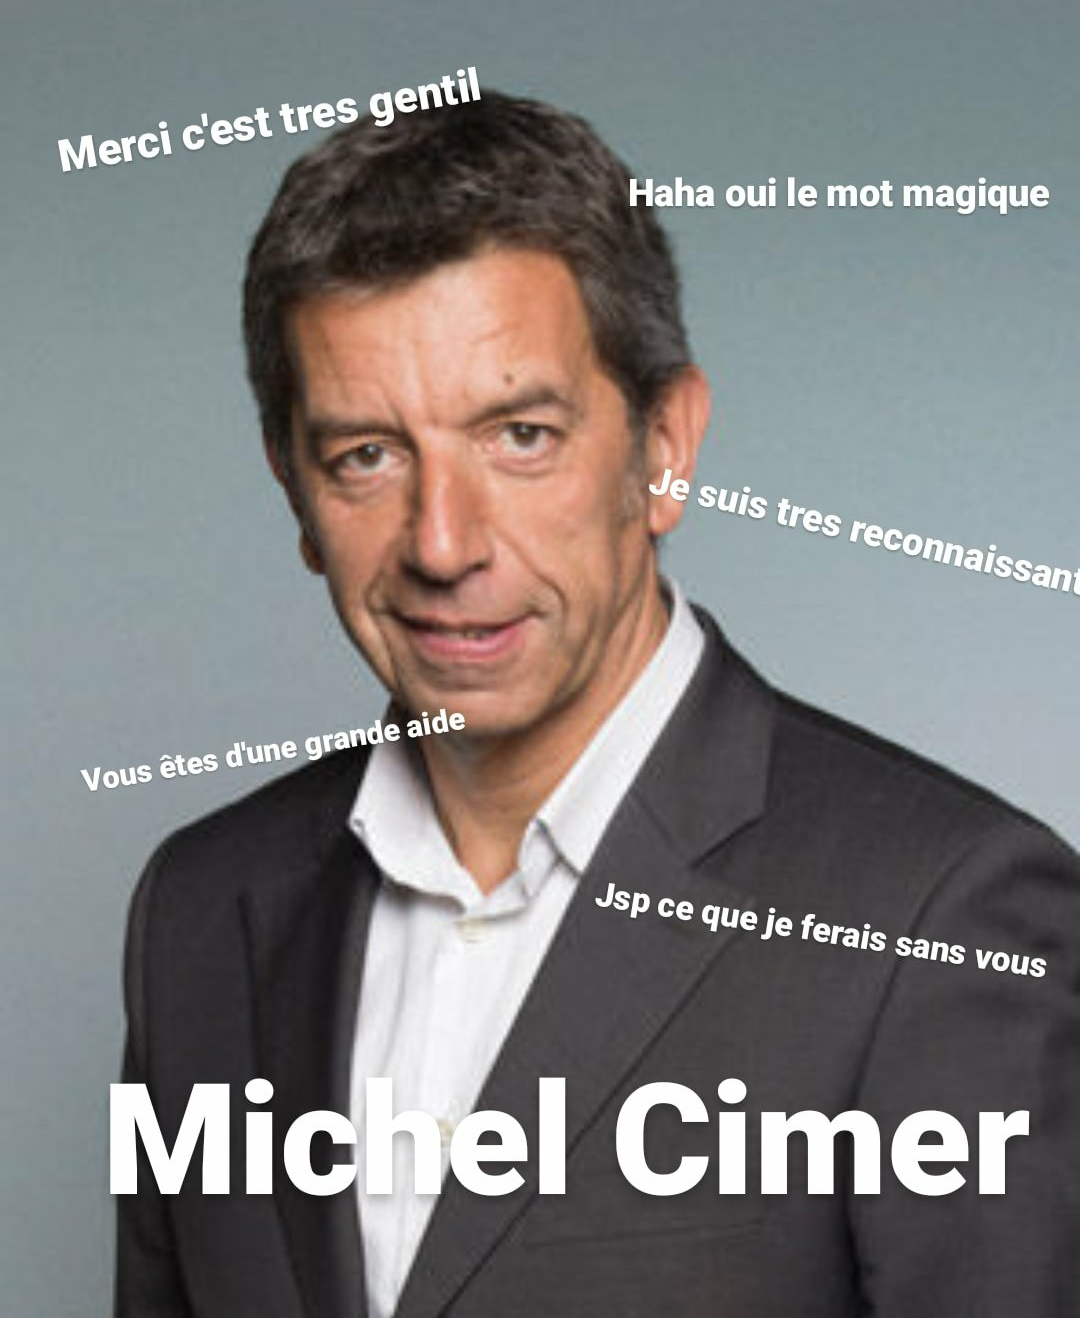 Merci c'est tres gentil
Haha oui le mot magique
Je suis tres reconnaissant
Vous êtes d'une grande aide
Jsp ce que je ferais sans vous
Michel Cimer